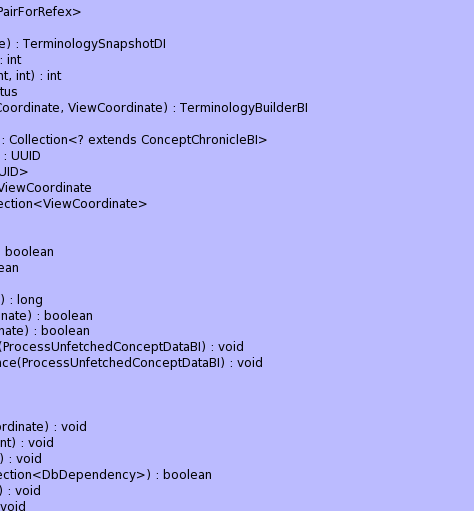 PairForRefex>
e) : TerminologySnapshotDI
: int
nt, int) : int
tus
Coordinate, ViewCoordinate) : TerminologyBuilderBI
: Collection<? extends ConceptChronicleBI>
: UUID
UID>
ViewCoordinate
ection<ViewCoordinate>
boolean
ean
) : long
nate) : boolean
nate) : boolean
(ProcessUnfetchedConceptDataBI) : void
nce(ProcessUnfetchedConceptDataBI) : void
ordinate) : void
nt) : void
) : void
ection<DbDependency>) : boolean
) : void
void